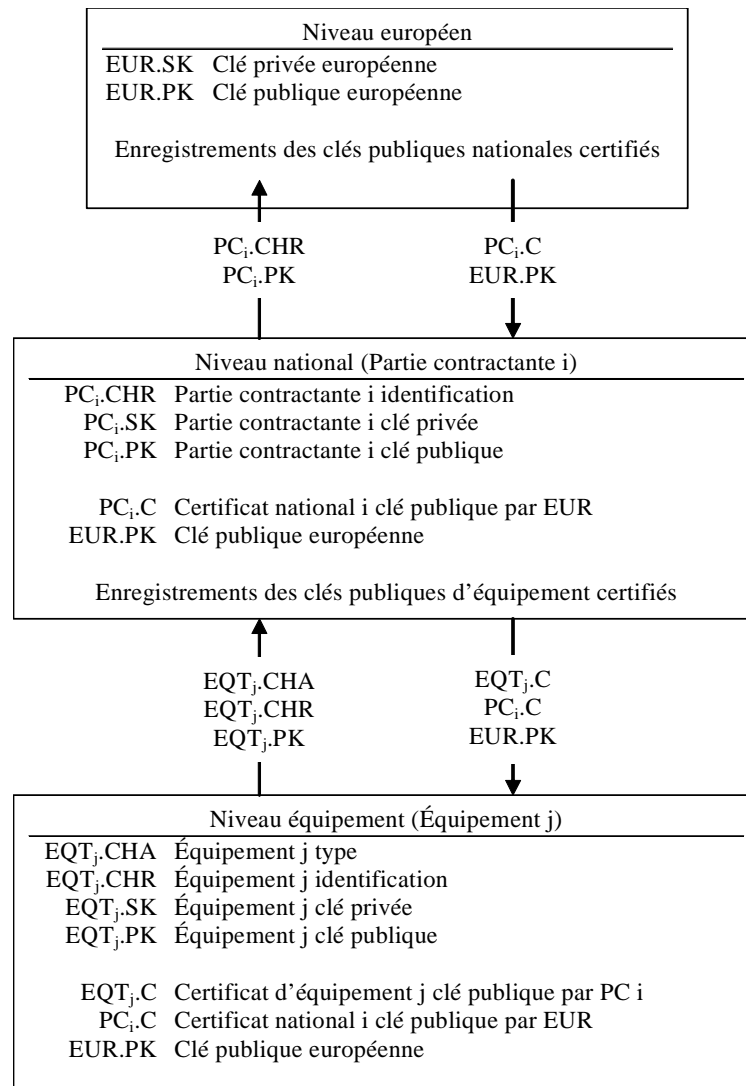 Niveau européen
EUR.SK Clé privée européenne
EUR.PK Clé publique européenne
Enregistrements des clés publiques nationales certifiés
PCi.CHR PCi.C
PCi.PK EUR.PK
Niveau national (Partie contractante i)
PCi.CHR Partie contractante i identification
PCi.SK Partie contractante i clé privée
PCi.PK Partie contractante i clé publique
PCi.C Certificat national i clé publique par EUR
EUR.PK Clé publique européenne
Enregistrements des clés publiques d’équipement certifiés
EQTj.CHA EQTj.C
EQTj.CHR PCi.C
EQTj.PK EUR.PK
Niveau équipement (Équipement j)
EQTj.CHA Équipement j type
EQTj.CHR Équipement j identification
EQTj.SK Équipement j clé privée
EQTj.PK Équipement j clé publique
EQTj.C Certificat d’équipement j clé publique par PC i
PCi.C Certificat national i clé publique par EUR
EUR.PK Clé publique européenne